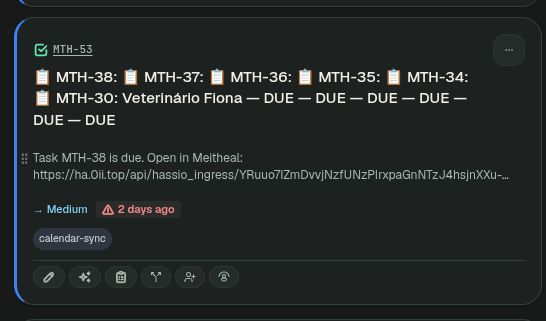 MTH-53
📋 MTH-38: 📋 MTH-37: 📋 MTH-36: 📋 MTH-35: 📋 MTH-34:
📋 MTH-30: Veterinário Fiona — DUE — DUE — DUE — DUE —
DUE — DUE
Task MTH-38 is due. Open in Meitheal:
https://ha.0ii.top/api/hassio_ingress/YRuuo7IZmDvvjNzfUNzPIrxpaGnNTzJ4hsjnXXu-...
→ Medium 2 days ago
calendar-sync